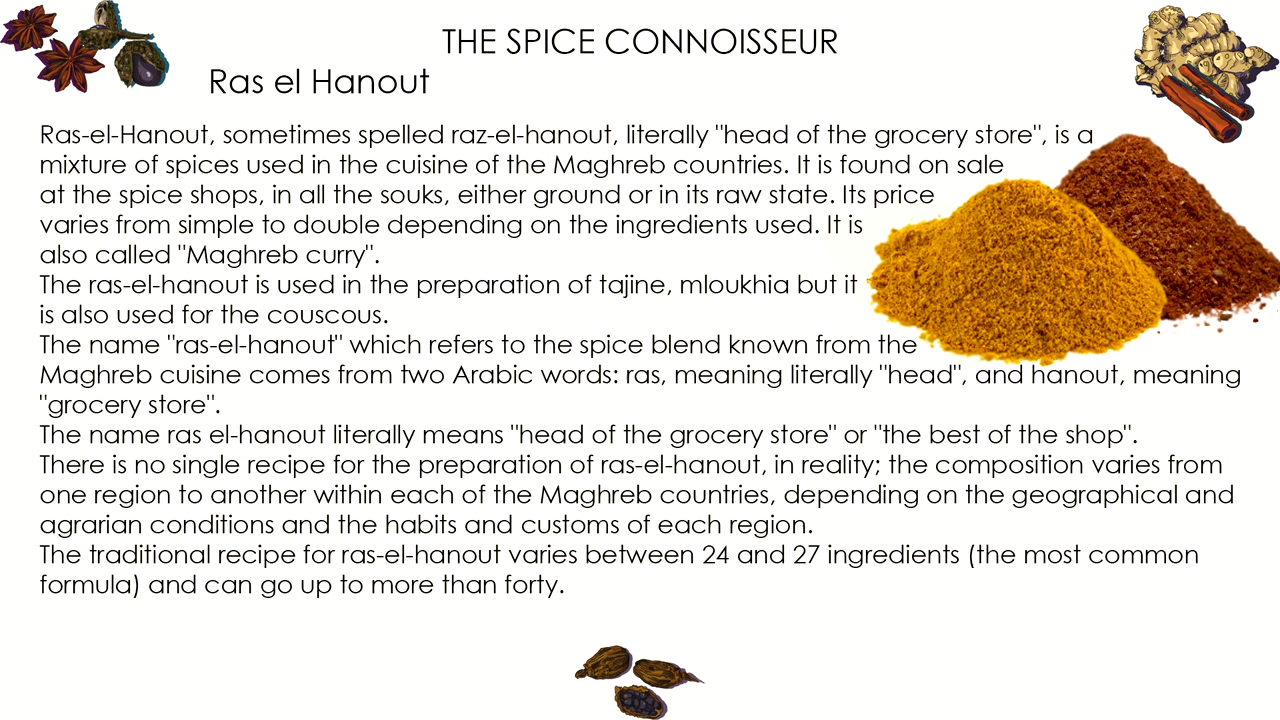 THE SPICE CONNOISSEUR
Ras el Hanout
Ras-el-Hanout, sometimes spelled raz-el-hanout, literally "head of the grocery store", is a
mixture of spices used in the cuisine of the Maghreb countries. It is found on sale
at the spice shops, in all the souks, either ground or in its raw state. Its price
varies from simple to double depending on the ingredients used. It is
also called "Maghreb curry".
The ras-el-hanout is used in the preparation of tajine, mloukhia but it
is also used for the couscous.
The name "ras-el-hanout" which refers to the spice blend known from the
Maghreb cuisine comes from two Arabic words: ras, meaning literally "head", and hanout, meaning
"grocery store".
The name ras el-hanout literally means "head of the grocery store" or "the best of the shop".
There is no single recipe for the preparation of ras-el-hanout, in reality; the composition varies from
one region to another within each of the Maghreb countries, depending on the geographical and
agrarian conditions and the habits and customs of each region.
The traditional recipe for ras-el-hanout varies between 24 and 27 ingredients (the most common
formula) and can go up to more than forty.